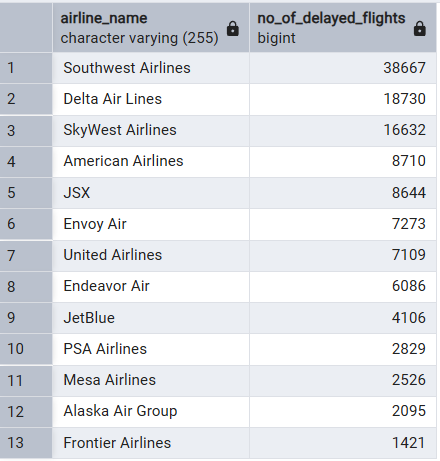 airline_name no_of_delayed_flights
character varying (255) bigint
1 Southwest Airlines 38667
2 Delta Air Lines 18730
3 SkyWest Airlines 16632
4 American Airlines 8710
5 JSX 8644
6 Envoy Air 7273
7 United Airlines 7109
8 Endeavor Air 6086
9 JetBlue 4106
10 PSA Airlines 2829
11 Mesa Airlines 2526
12 Alaska Air Group 2095
13 Frontier Airlines 1421